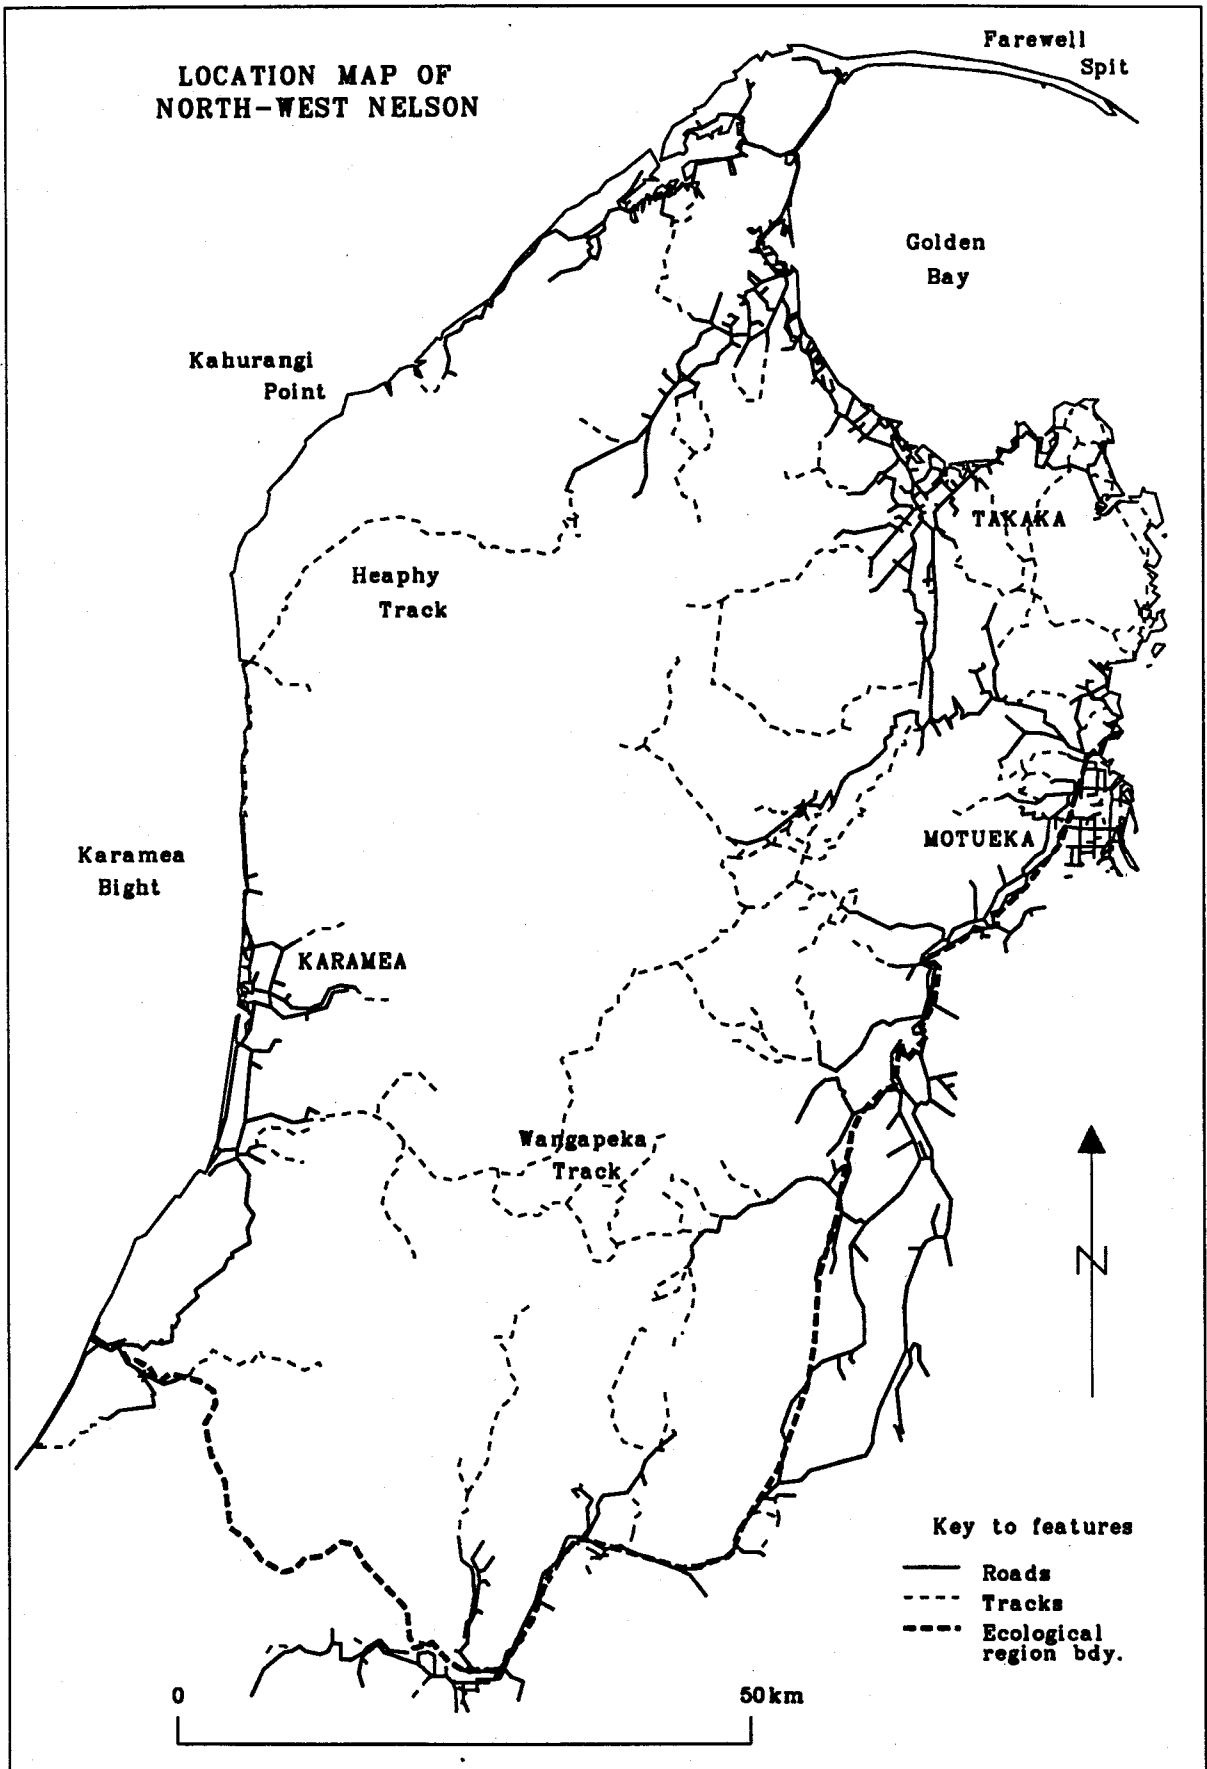 LOCATION MAP OF
NORTH-WEST NELSON
Farewell
Spit
Golden
Bay
Kahurangi
Point
TAKAKA
Heaphy
Track
MOTUEKA
Karamea
Bight
KARAMEA
Wangapeka
Track
N
Key to features
Roads
Tracks
Ecological
region bdy.
0
50km